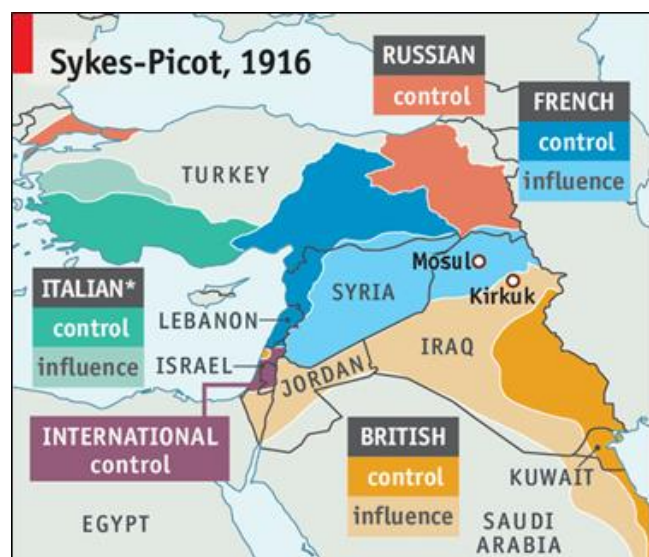 Sykes-Picot, 1916
RUSSIAN
control
FRENCH
control
influence
TURKEY
Mosul
Kirkuk
ITALIAN*
control
influence
LEBANON
SYRIA
IRAQ
ISRAEL
JORDAN
INTERNATIONAL
control
BRITISH
control
influence
KUWAIT
EGYPT
SAUDI
ARABIA